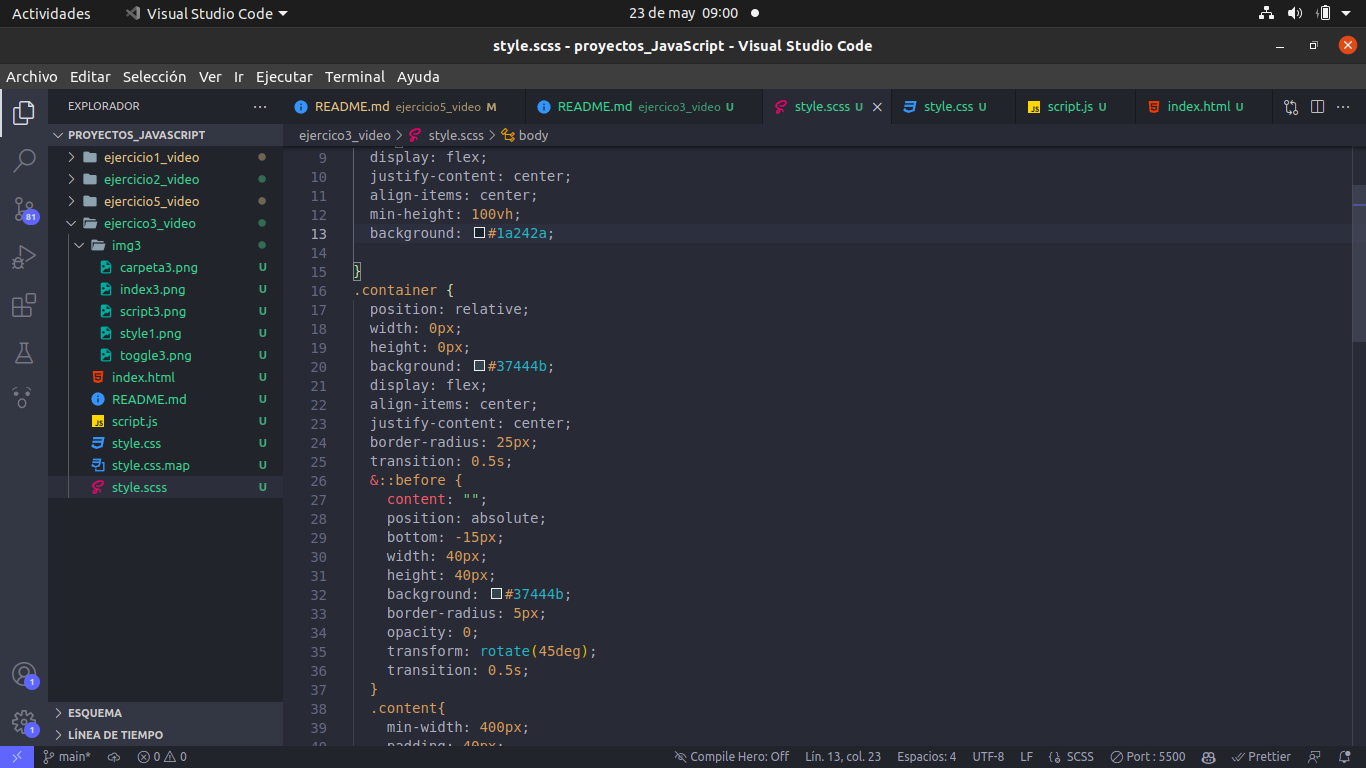 Actividades Visual Studio Code 23 de may 09:00
style.scss - proyectos_JavaScript - Visual Studio Code
Archivo Editar Selección Ver Ir Ejecutar Terminal Ayuda
EXPLORADOR ···
PROYECTOS_JAVASCRIPT
ejercicio1_video
ejercicio2_video
ejercicio5_video
ejercico3_video
img3
carpeta3.png U
index3.png U
script3.png U
style1.png U
toggle3.png U
index.html U
README.md U
script.js U
style.css U
style.css.map U
style.scss U
ESQUEMA
LÍNEA DE TIEMPO
81
1
1
README.md ejercicio5_video M README.md ejercico3_video U style.scss U style.css U script.js U index.html U ···
ejercico3_video > style.scss > body
9 display: flex;
10 justify-content: center;
11 align-items: center;
12 min-height: 100vh;
13 background: #1a242a;
14
15 }
16 .container {
17 position: relative;
18 width: 0px;
19 height: 0px;
20 background: #37444b;
21 display: flex;
22 align-items: center;
23 justify-content: center;
24 border-radius: 25px;
25 transition: 0.5s;
26 &::before {
27 content: "";
28 position: absolute;
29 bottom: -15px;
30 width: 40px;
31 height: 40px;
32 background: #37444b;
33 border-radius: 5px;
34 opacity: 0;
35 transform: rotate(45deg);
36 transition: 0.5s;
37 }
38 .content{
39 min-width: 400px;
40 padding: 40px;
main* 0 0 Compile Hero: Off Lín. 13, col. 23 Espacios: 4 UTF-8 LF SCSS Port : 5500 Prettier